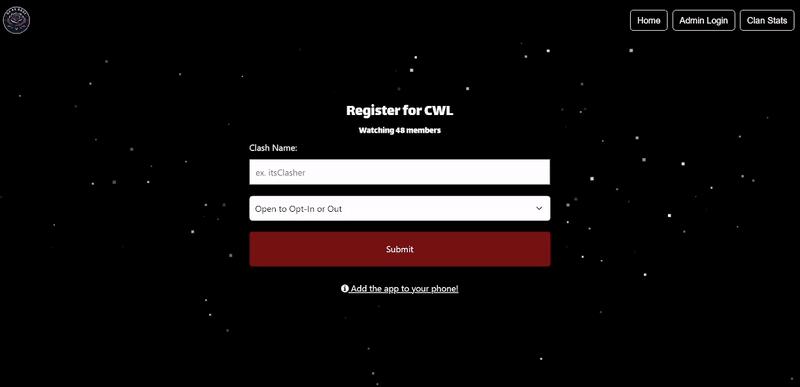 Home
Admin Login
Clan Stats
Register for CWL
Watching 48 members
Clash Name:
ex. itsClasher
Open to Opt-In or Out
Submit
Add the app to your phone!